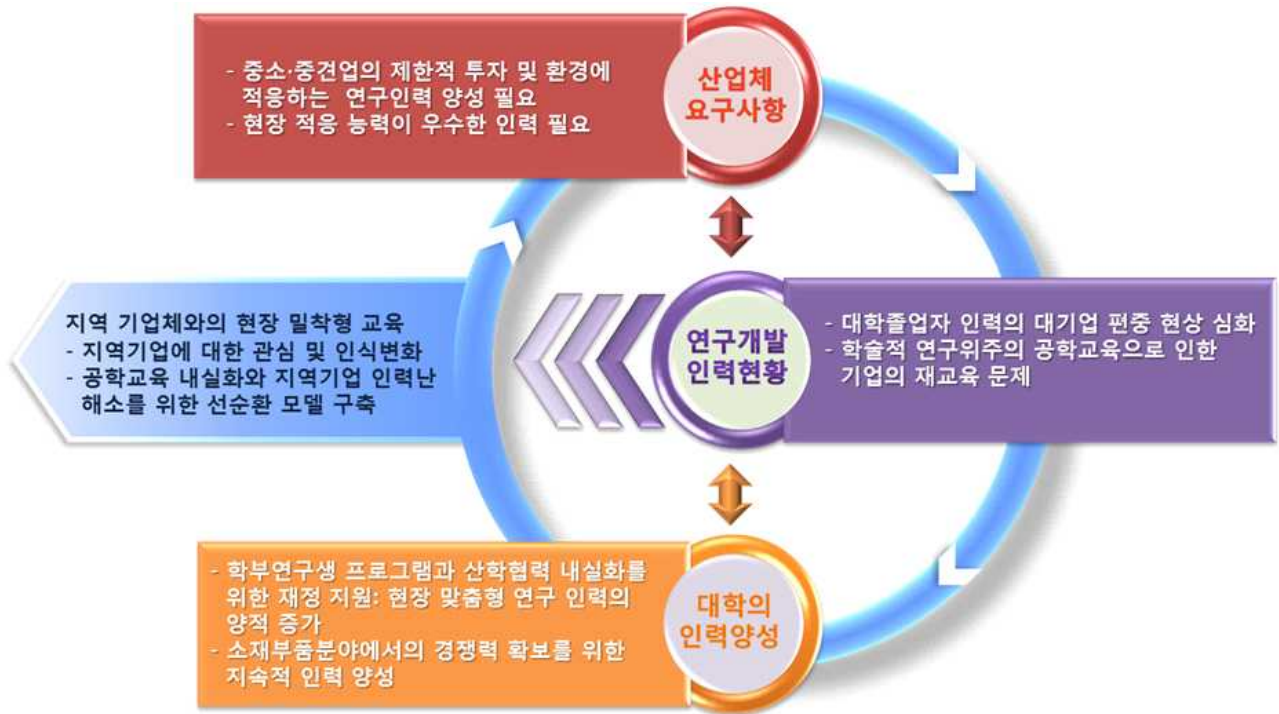 - 중소·중견업의 제한적 투자 및 환경에
적응하는 연구인력 양성 필요
- 현장 적응 능력이 우수한 인력 필요
산업체
요구사항
지역 기업체와의 현장 밀착형 교육
- 지역기업에 대한 관심 및 인식변화
- 공학교육 내실화와 지역기업 인력난
해소를 위한 선순환 모델 구축
연구개발
인력현황
- 대학졸업자 인력의 대기업 편중 현상 심화
- 학술적 연구위주의 공학교육으로 인한
기업의 재교육 문제
- 학부연구생 프로그램과 산학협력 내실화를
위한 재정 지원: 현장 맞춤형 연구 인력의
양적 증가
- 소재부품분야에서의 경쟁력 확보를 위한
지속적 인력 양성
대학의
인력양성